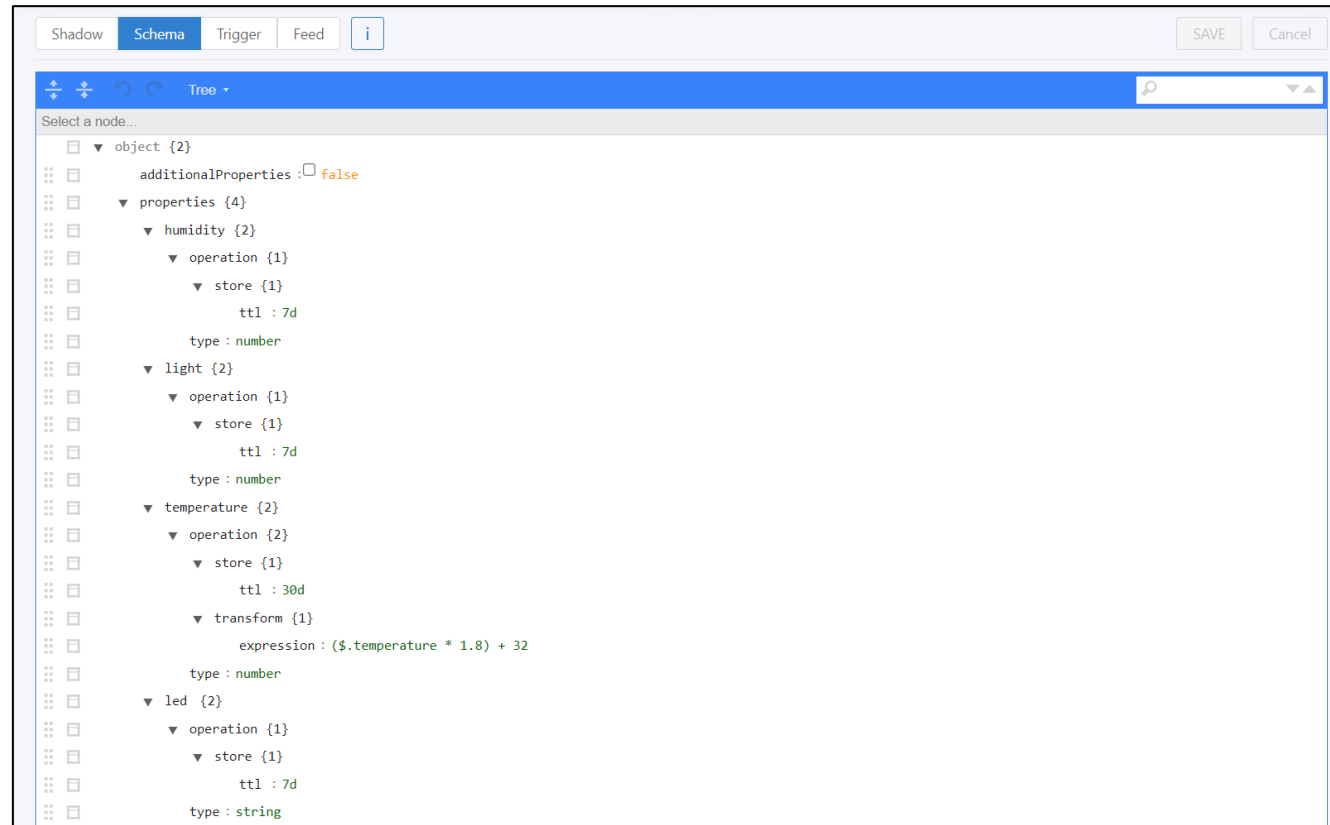 Shadow Schema Trigger Feed i SAVE Cancel
Tree
Select a node...
object {2}
additionalProperties : false
properties {4}
humidity {2}
operation {1}
store {1}
ttl : 7d
type : number
light {2}
operation {1}
store {1}
ttl : 7d
type : number
temperature {2}
operation {2}
store {1}
ttl : 30d
transform {1}
expression : ($.temperature * 1.8) + 32
type : number
led {2}
operation {1}
store {1}
ttl : 7d
type : string